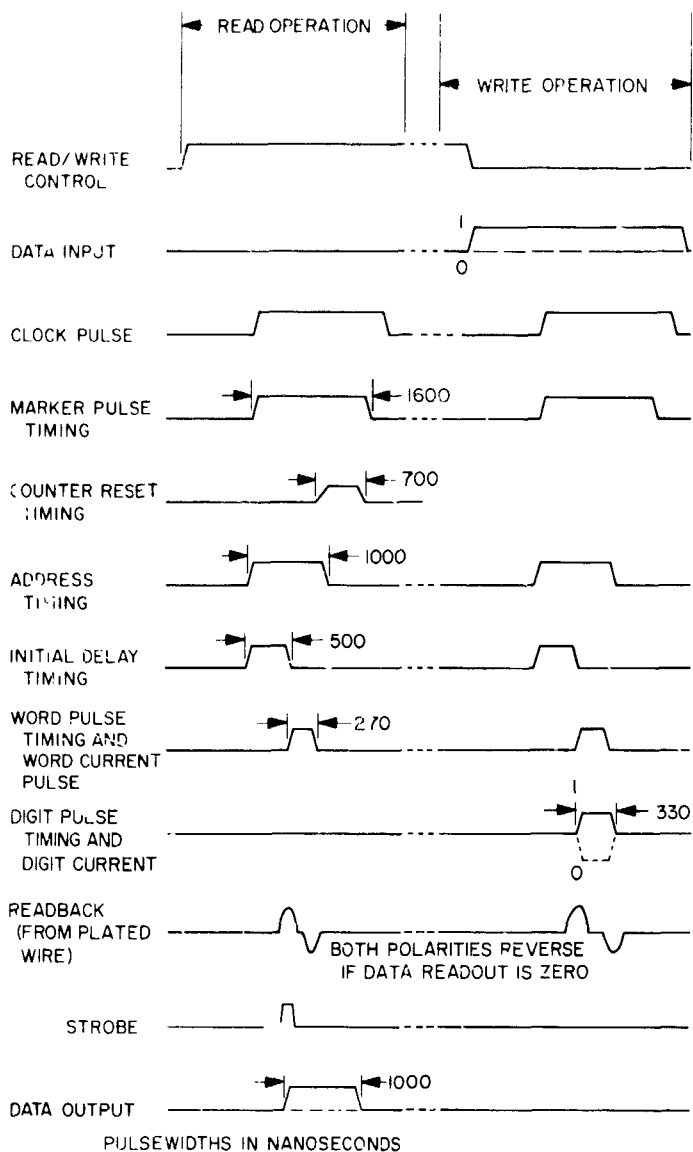 READ OPERATION
WRITE OPERATION
READ/WRITE
CONTROL
1
DATA INPUT
0
CLOCK PULSE
1600
MARKER PULSE
TIMING
700
COUNTER RESET
TIMING
1000
ADDRESS
TIMING
500
INITIAL DELAY
TIMING
WORD PULSE
270
TIMING AND
WORD CURRENT
PULSE
1
DIGIT PULSE
330
TIMING AND
DIGIT CURRENT
0
READBACK
(FROM PLATED
WIRE)
BOTH POLARITIES REVERSE
IF DATA READOUT IS ZERO
STROBE
1000
DATA OUTPUT
PULSEWIDTHS IN NANOSECONDS